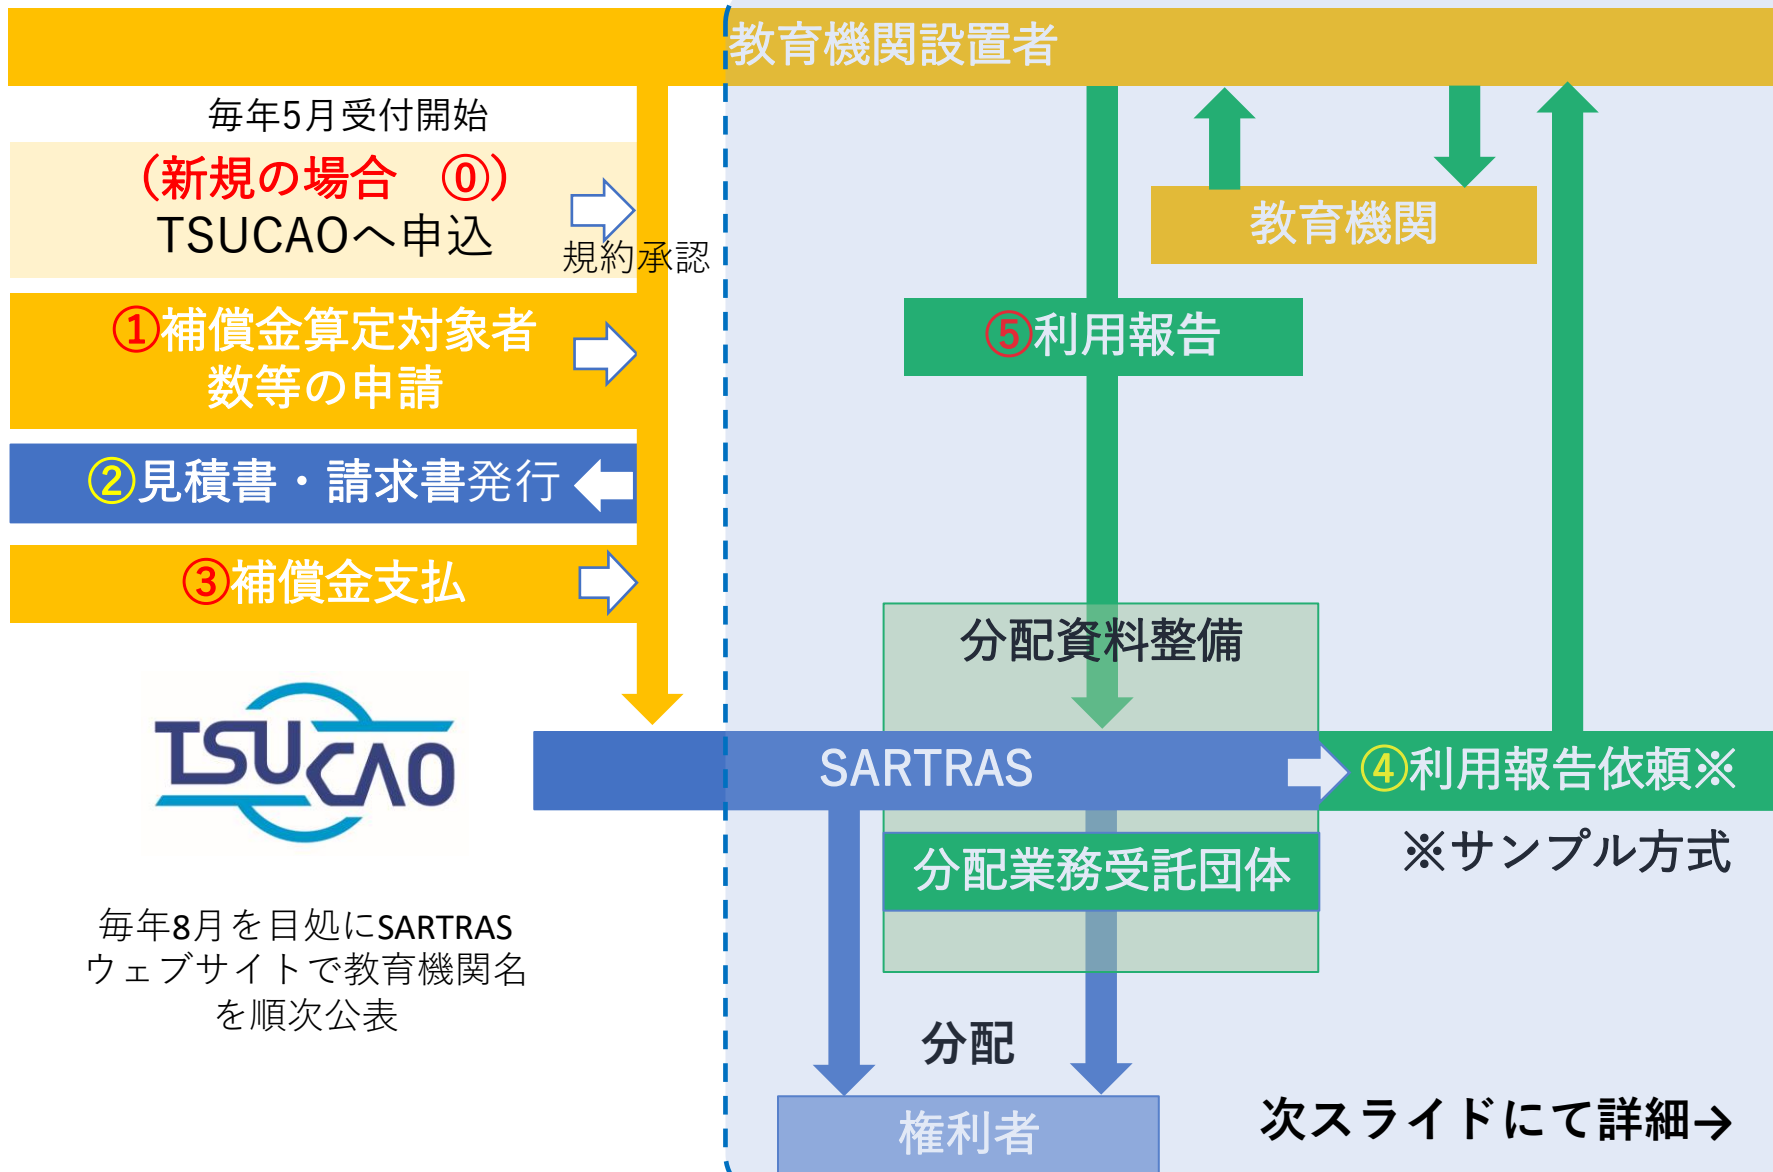 教育機関設置者
毎年5月受付開始
（新規の場合　⓪）
TSUCAOへ申込
規約承認
①補償金算定対象者
数等の申請
②見積書・請求書発行
③補償金支払
TSUCAO
毎年8月を目処にSARTRAS
ウェブサイトで教育機関名
を順次公表
教育機関
⑤利用報告
分配資料整備
SARTRAS
④利用報告依頼※
※サンプル方式
分配業務受託団体
分配
権利者
次スライドにて詳細→